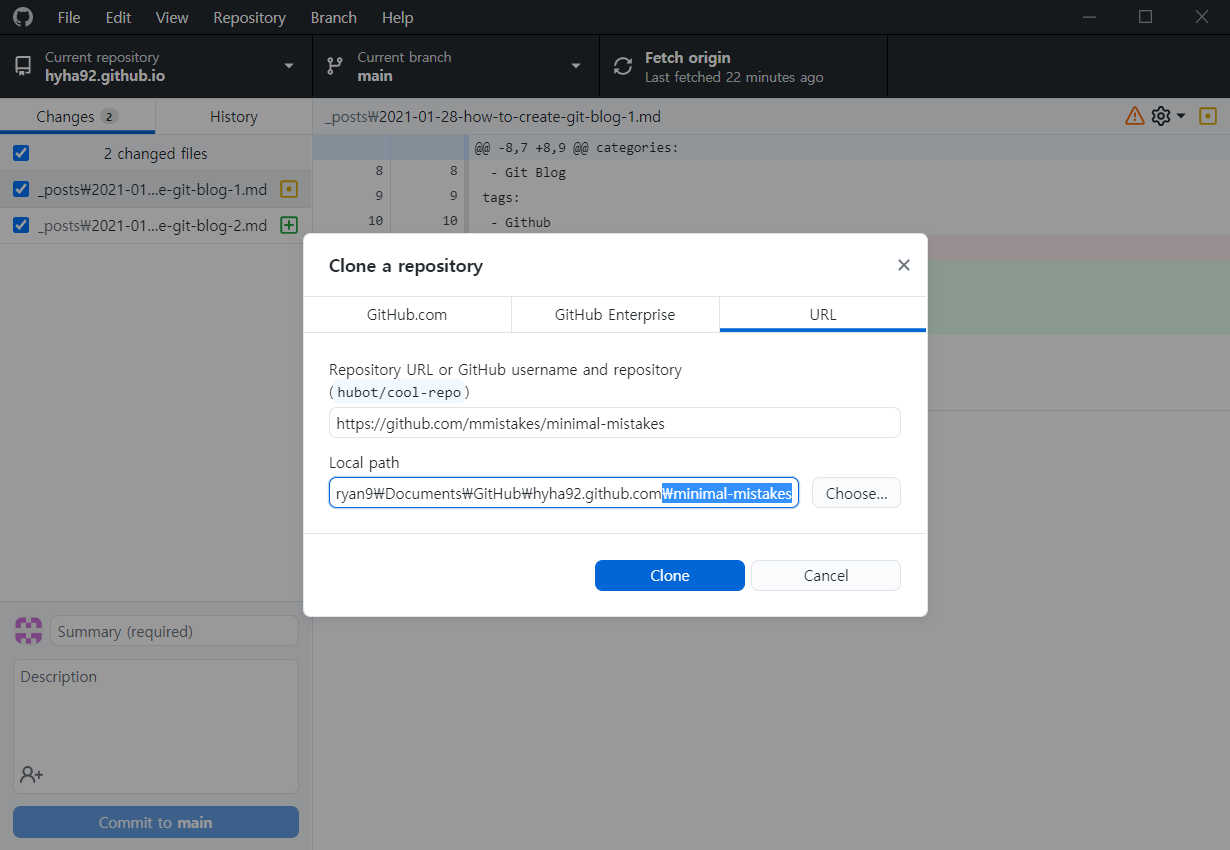 File Edit View Repository Branch Help
Current repository
hyha92.github.io
Current branch
main
Fetch origin
Last fetched 22 minutes ago
Changes 2
History
_posts₩2021-01-28-how-to-create-git-blog-1.md
2 changed files
_posts₩2021-01...e-git-blog-1.md
_posts₩2021-01...e-git-blog-2.md
@@ -8,7 +8,9 @@ categories:
8 8 - Git Blog
9 9 tags:
10 10 - Github
Clone a repository
GitHub.com
GitHub Enterprise
URL
Repository URL or GitHub username and repository
(hubot/cool-repo)
https://github.com/mmistakes/minimal-mistakes
Local path
ryan9₩Documents₩GitHub₩hyha92.github.com₩minimal-mistakes
Choose...
Clone
Cancel
Summary (required)
Description
Commit to main